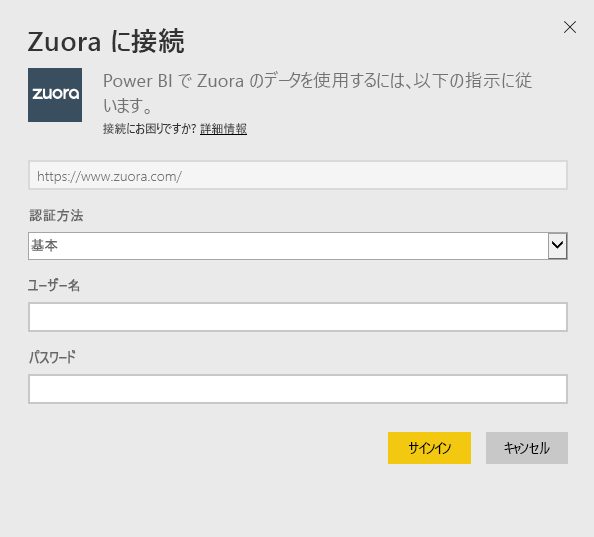 Zuora に接続
zuora
Power BI で Zuora のデータを使用するには、以下の指示に従
います。
接続にお困りですか? 詳細情報
https://www.zuora.com/
認証方法
基本
ユーザー名
パスワード
サインイン
キャンセル